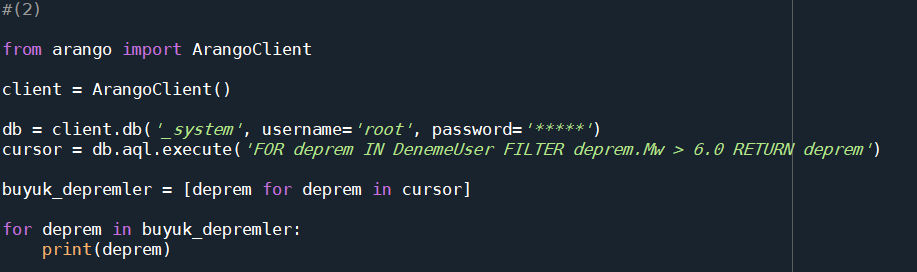 #(2)
from arango import ArangoClient
client = ArangoClient()
db = client.db('_system', username='root', password='*****')
cursor = db.aql.execute('FOR deprem IN DenemeUser FILTER deprem.Mw > 6.0 RETURN deprem')
buyuk_depremler = [deprem for deprem in cursor]
for deprem in buyuk_depremler:
    print(deprem)